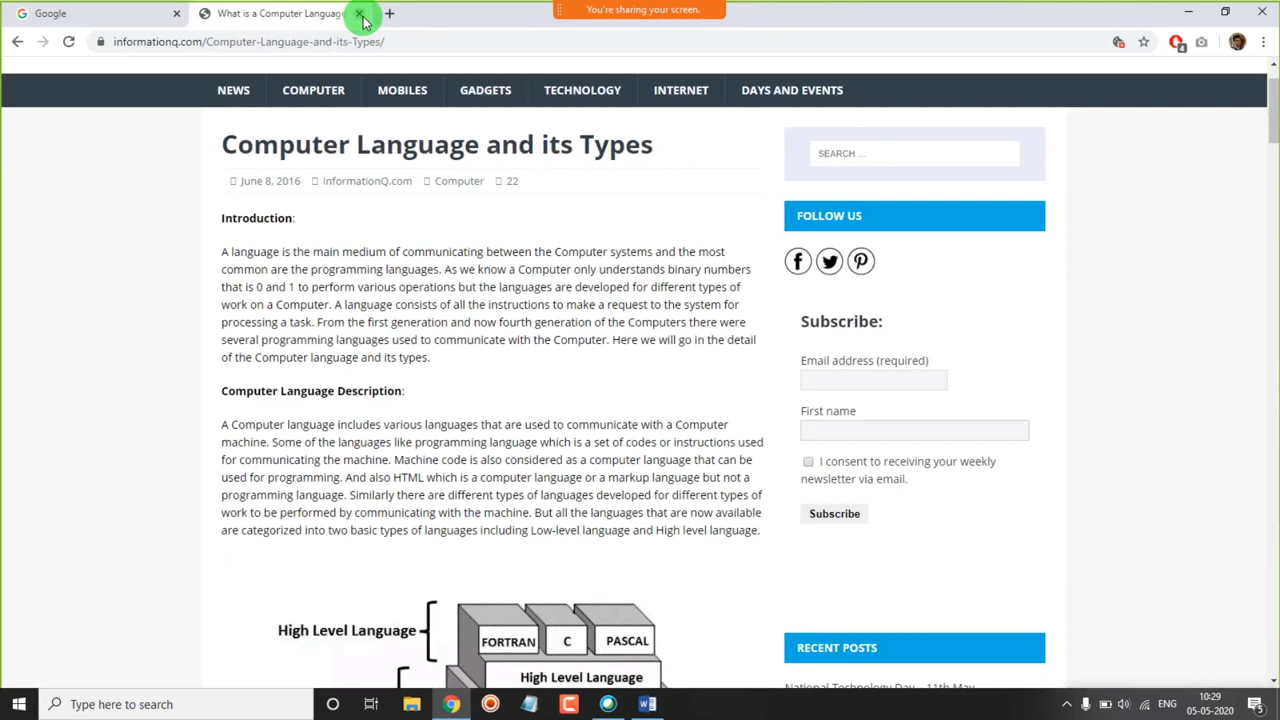 Google
What is a Computer Language
You're sharing your screen.
informationq.com/Computer-Language-and-its-Types/
4
NEWS COMPUTER MOBILES GADGETS TECHNOLOGY INTERNET DAYS AND EVENTS
Computer Language and its Types
June 8, 2016 InformationQ.com Computer 22
Introduction:
A language is the main medium of communicating between the Computer systems and the most
common are the programming languages. As we know a Computer only understands binary numbers
that is 0 and 1 to perform various operations but the languages are developed for different types of
work on a Computer. A language consists of all the instructions to make a request to the system for
processing a task. From the first generation and now fourth generation of the Computers there were
several programming languages used to communicate with the Computer. Here we will go in the detail
of the Computer language and its types.
Computer Language Description:
A Computer language includes various languages that are used to communicate with a Computer
machine. Some of the languages like programming language which is a set of codes or instructions used
for communicating the machine. Machine code is also considered as a computer language that can be
used for programming. And also HTML which is a computer language or a markup language but not a
programming language. Similarly there are different types of languages developed for different types of
work to be performed by communicating with the machine. But all the languages that are now available
are categorized into two basic types of languages including Low-level language and High level language.
High Level Language
FORTRAN C PASCAL
High Level Language
SEARCH ...
FOLLOW US
Subscribe:
Email address (required)
First name
I consent to receiving your weekly
newsletter via email.
Subscribe
RECENT POSTS
National Technology Day – 11th May
Type here to search
ENG
10:29
05-05-2020
5